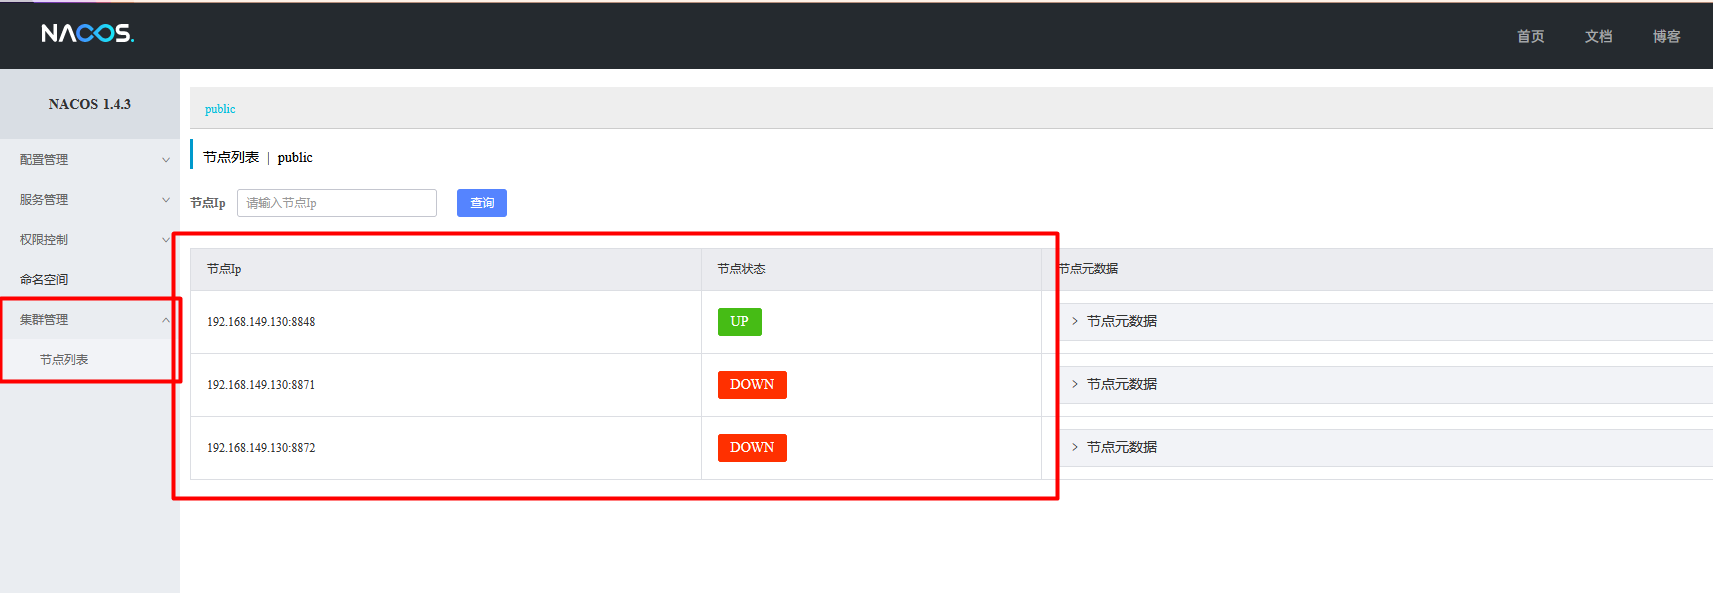 NACOS.
首页 文档 博客
NACOS 1.4.3
public
配置管理
节点列表 | public
服务管理
节点Ip 请输入节点Ip 查询
权限控制
命名空间
集群管理
节点列表
节点Ip 节点状态 节点元数据
192.168.149.130:8848 UP 节点元数据
192.168.149.130:8871 DOWN 节点元数据
192.168.149.130:8872 DOWN 节点元数据